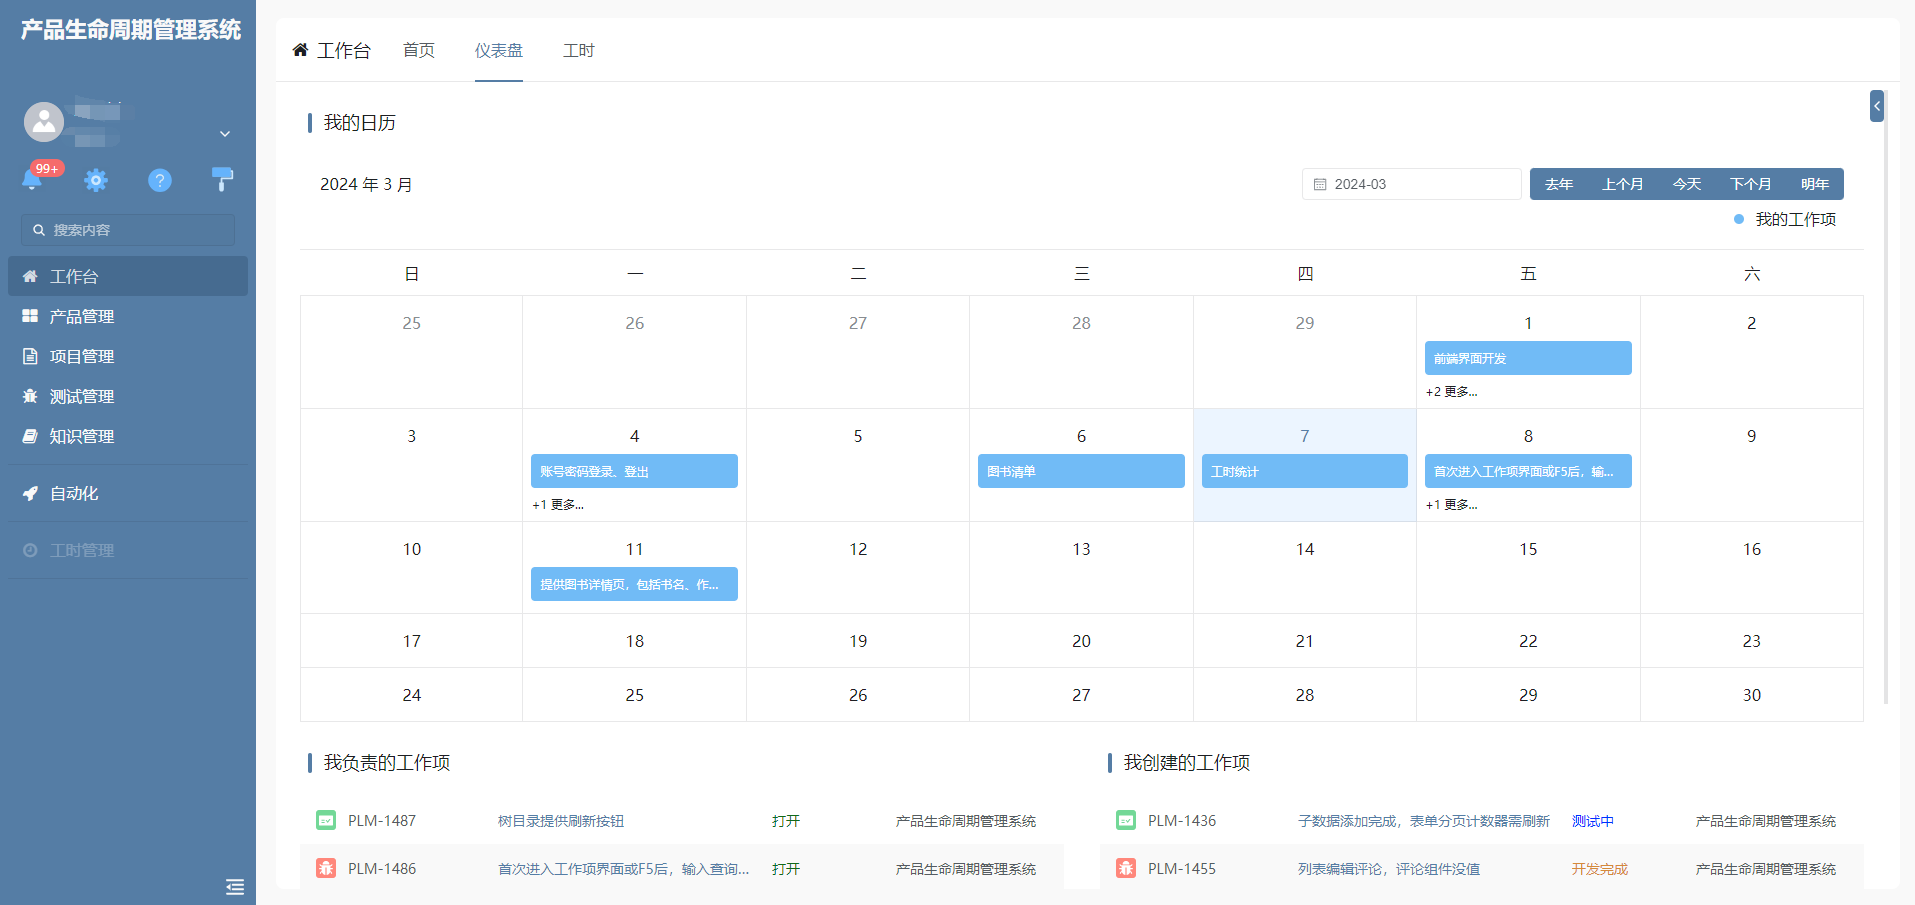 产品生命周期管理系统
99+
搜索内容
工作台
产品管理
项目管理
测试管理
知识管理
自动化
工时管理
工作台 首页 仪表盘 工时
我的日历
2024 年 3 月 2024-03 去年 上个月 今天 下个月 明年
我的工作项
日 一 二 三 四 五 六
25 26 27 28 29 1 2
前端界面开发
+2 更多...
3 4 5 6 7 8 9
账号密码登录、登出 图书清单 工时统计 首次进入工作项界面或F5后，输...
+1 更多... +1 更多...
10 11 12 13 14 15 16
提供图书详情页，包括书名、作...
17 18 19 20 21 22 23
24 25 26 27 28 29 30
我负责的工作项
PLM-1487 树目录提供刷新按钮 打开 产品生命周期管理系统
PLM-1486 首次进入工作项界面或F5后，输入查询... 打开 产品生命周期管理系统
我创建的工作项
PLM-1436 子数据添加完成，表单分页计数器需刷新 测试中 产品生命周期管理系统
PLM-1455 列表编辑评论，评论组件没值 开发完成 产品生命周期管理系统